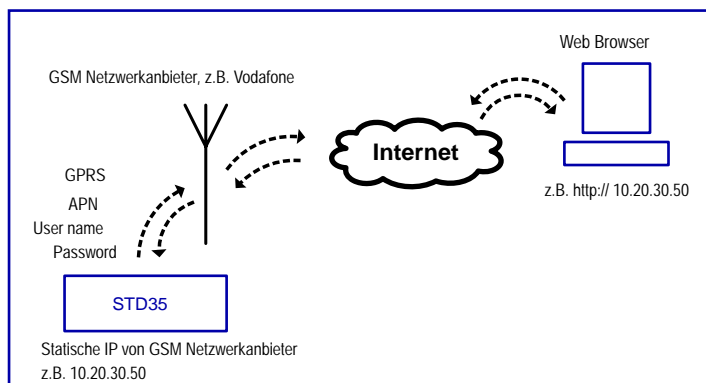 Web Browser
GSM Netzwerkanbieter, z.B. Vodafone
Internet
GPRS
APN
User name
Password
z.B. http:// 10.20.30.50
STD35
Statische IP von GSM Netzwerkanbieter
z.B. 10.20.30.50